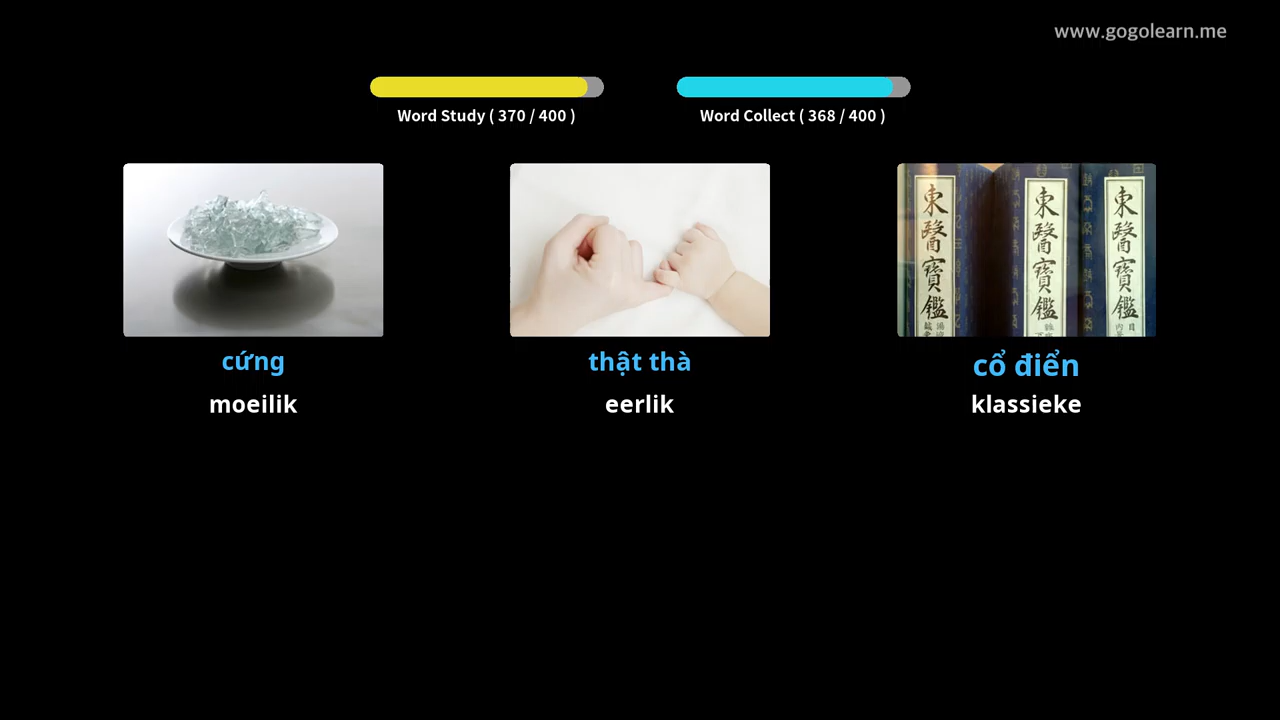 www.gogolearn.me
Word Study ( 370 / 400 )
Word Collect ( 368 / 400 )
東醫寶鑑
東醫寶鑑
東醫寶鑑
cứng
thật thà
cổ điển
moeilik
eerlik
klassieke